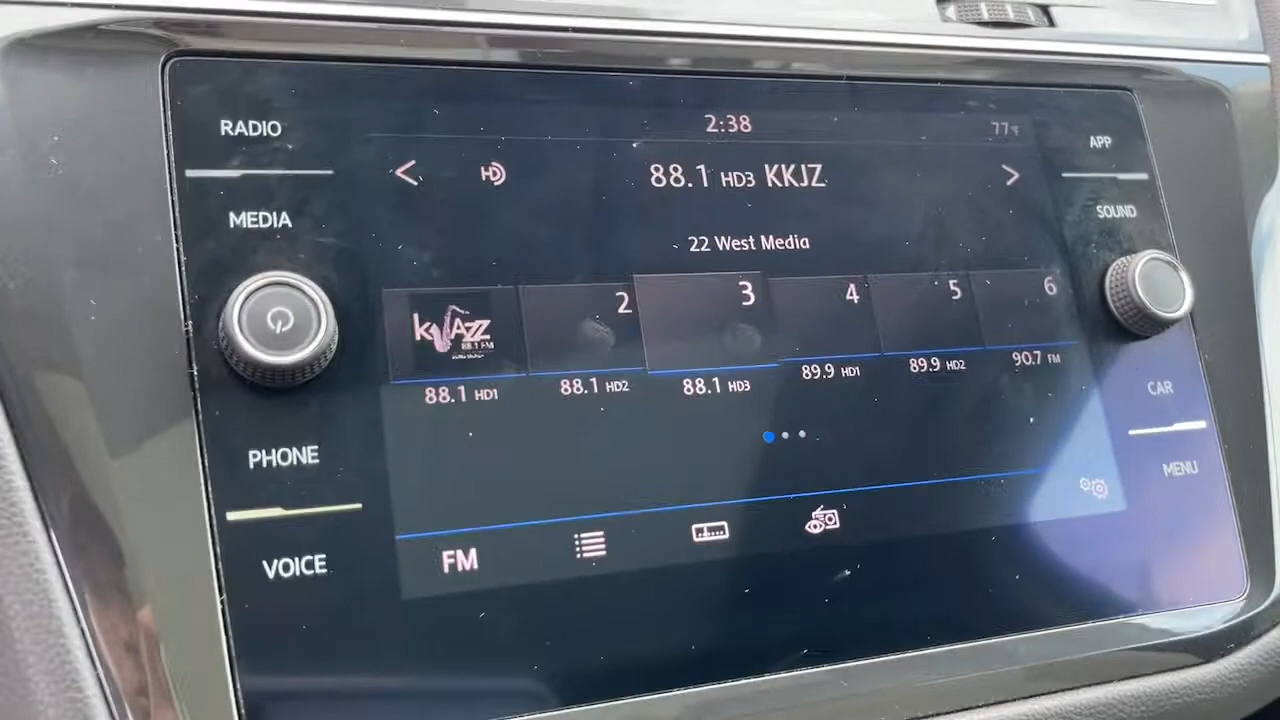 RADIO
MEDIA
PHONE
VOICE
2:38
77°F
HD
88.1 HD3 KKJZ
22 West Media
kJAzz
88.1 FM
2
3
4
5
6
88.1 HD1
88.1 HD2
88.1 HD3
89.9 HD1
89.9 HD2
90.7 FM
FM
APP
SOUND
CAR
MENU